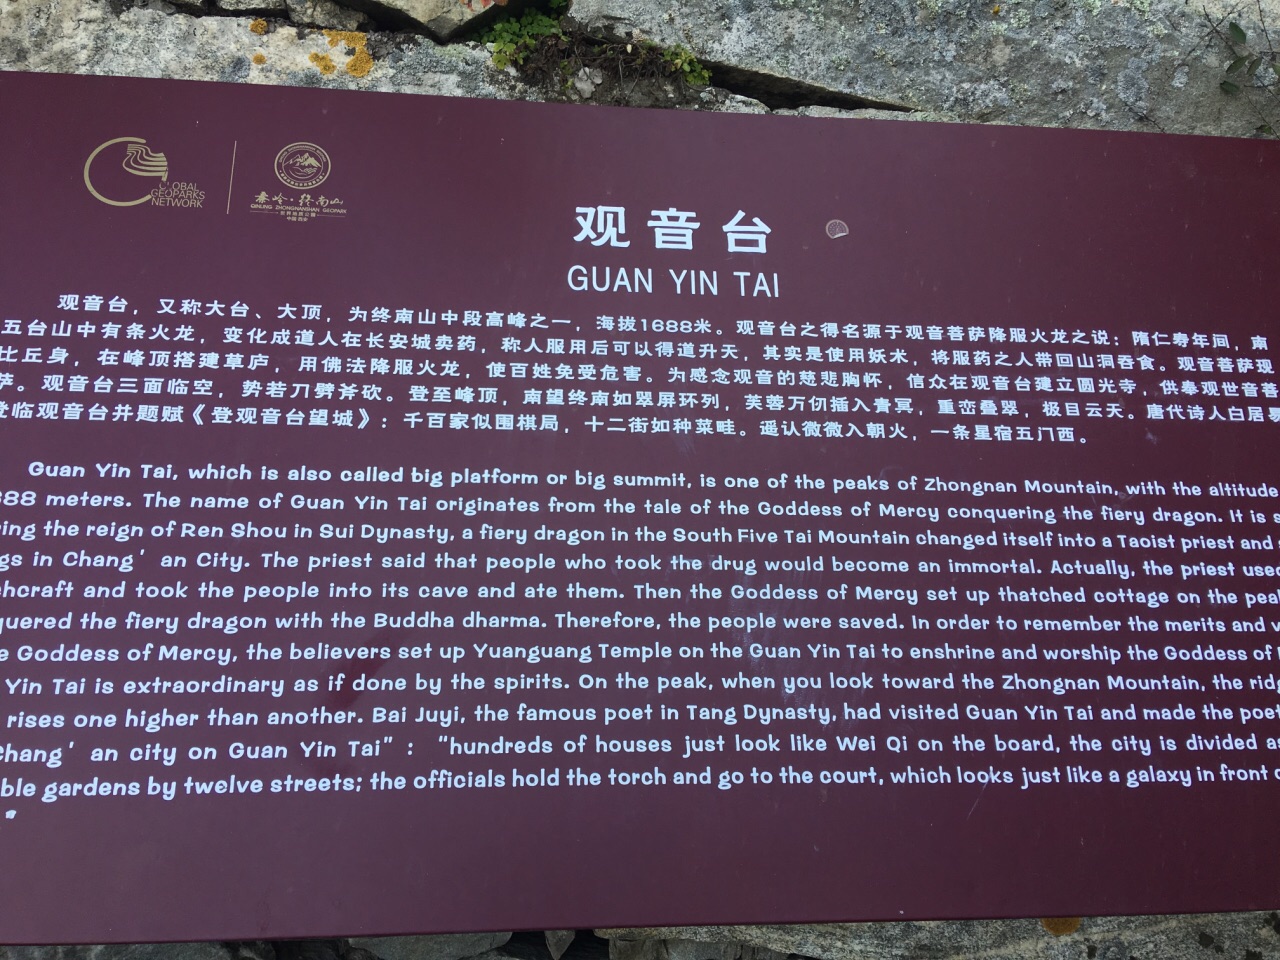 GLOBAL
GEOPARKS
NETWORK
秦岭·终南山
QINLING ZHONGNANSHAN GEOPARK
世界地质公园
中国 西安
观音台
GUAN YIN TAI
观音台，又称大台、大顶，为终南山中段高峰之一，海拔1688米。观音台之得名源于观音菩萨降服火龙之说：隋仁寿年间，南
五台山中有条火龙，变化成道人在长安城卖药，称人服用后可以得道升天，其实是使用妖术，将服药之人带回山洞吞食。观音菩萨现
比丘身，在峰顶搭建草庐，用佛法降服火龙，使百姓免受危害。为感念观音的慈悲胸怀，信众在观音台建立圆光寺，供奉观世音菩
萨。观音台三面临空，势若刀劈斧砍。登至峰顶，南望终南如翠屏环列，芙蓉万仞插入青冥，重峦叠翠，极目云天。唐代诗人白居易
登临观音台并题赋《登观音台望城》：千百家似围棋局，十二街如种菜畦。遥认微微入朝火，一条星宿五门西。
Guan Yin Tai, which is also called big platform or big summit, is one of the peaks of Zhongnan Mountain, with the altitude
688 meters. The name of Guan Yin Tai originates from the tale of the Goddess of Mercy conquering the fiery dragon. It is s
ing the reign of Ren Shou in Sui Dynasty, a fiery dragon in the South Five Tai Mountain changed itself into a Taoist priest and
gs in Chang' an City. The priest said that people who took the drug would become an immortal. Actually, the priest used
hcraft and took the people into its cave and ate them. Then the Goddess of Mercy set up thatched cottage on the peak
quered the fiery dragon with the Buddha dharma. Therefore, the people were saved. In order to remember the merits and v
e Goddess of Mercy, the believers set up Yuanguang Temple on the Guan Yin Tai to enshrine and worship the Goddess of
Yin Tai is extraordinary as if done by the spirits. On the peak, when you look toward the Zhongnan Mountain, the ridg
rises one higher than another. Bai Juyi, the famous poet in Tang Dynasty, had visited Guan Yin Tai and made the poet
Chang' an city on Guan Yin Tai" : "hundreds of houses just look like Wei Qi on the board, the city is divided as
ble gardens by twelve streets; the officials hold the torch and go to the court, which looks just like a galaxy in front o
."